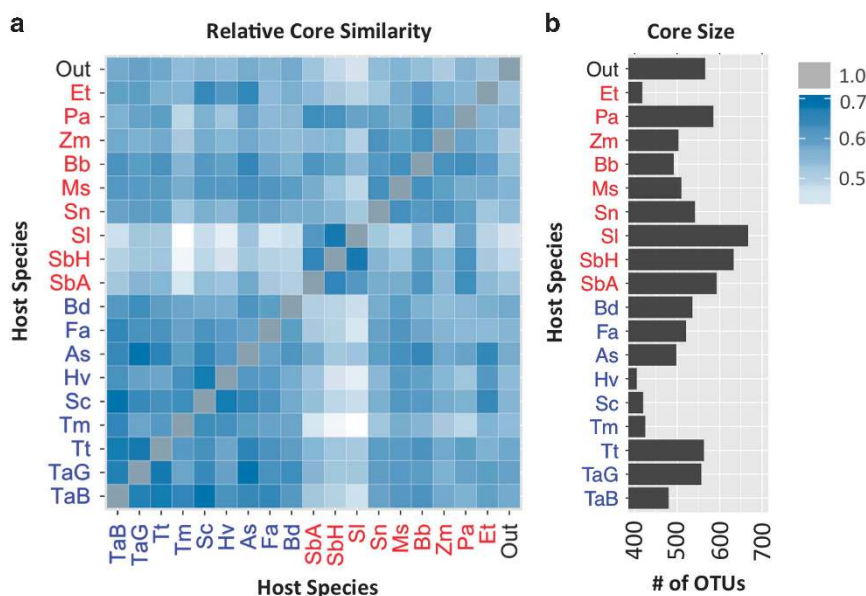 a
Relative Core Similarity
Host Species
Out
Et
Pa
Zm
Bb
Ms
Sn
Sl
SbH
SbA
Bd
Fa
As
Hv
Sc
Tm
Tt
TaG
TaB
TaB TaG Tt Tm Sc Hv As Fa Bd SbA SbH Sl Sn Ms Bb Zm Pa Et Out
Host Species
b
Core Size
Host Species
Out
Et
Pa
Zm
Bb
Ms
Sn
Sl
SbH
SbA
Bd
Fa
As
Hv
Sc
Tm
Tt
TaG
TaB
400 500 600 700
# of OTUs
1.0
0.7
0.6
0.5